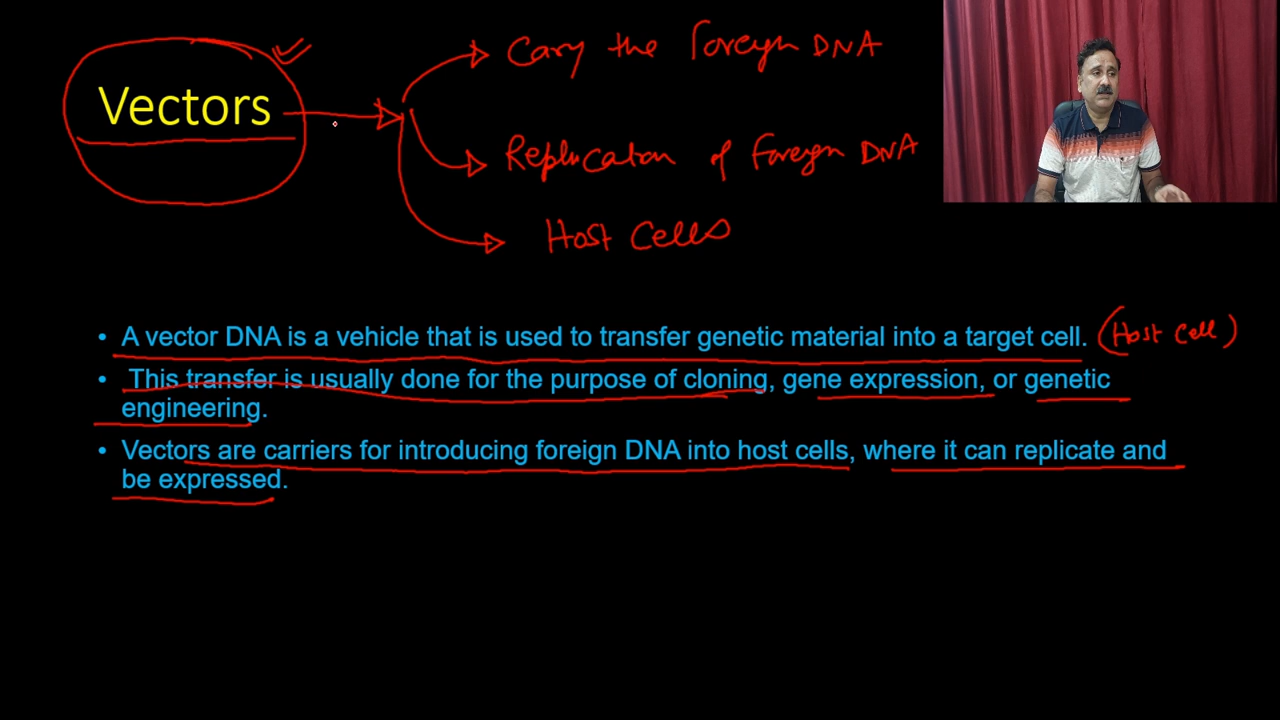 Vectors
Cary the Foreign DNA
Replication of Foreign DNA
Host Cells
• A vector DNA is a vehicle that is used to transfer genetic material into a target cell. (Host Cell)
• This transfer is usually done for the purpose of cloning, gene expression, or genetic
engineering.
• Vectors are carriers for introducing foreign DNA into host cells, where it can replicate and
be expressed.